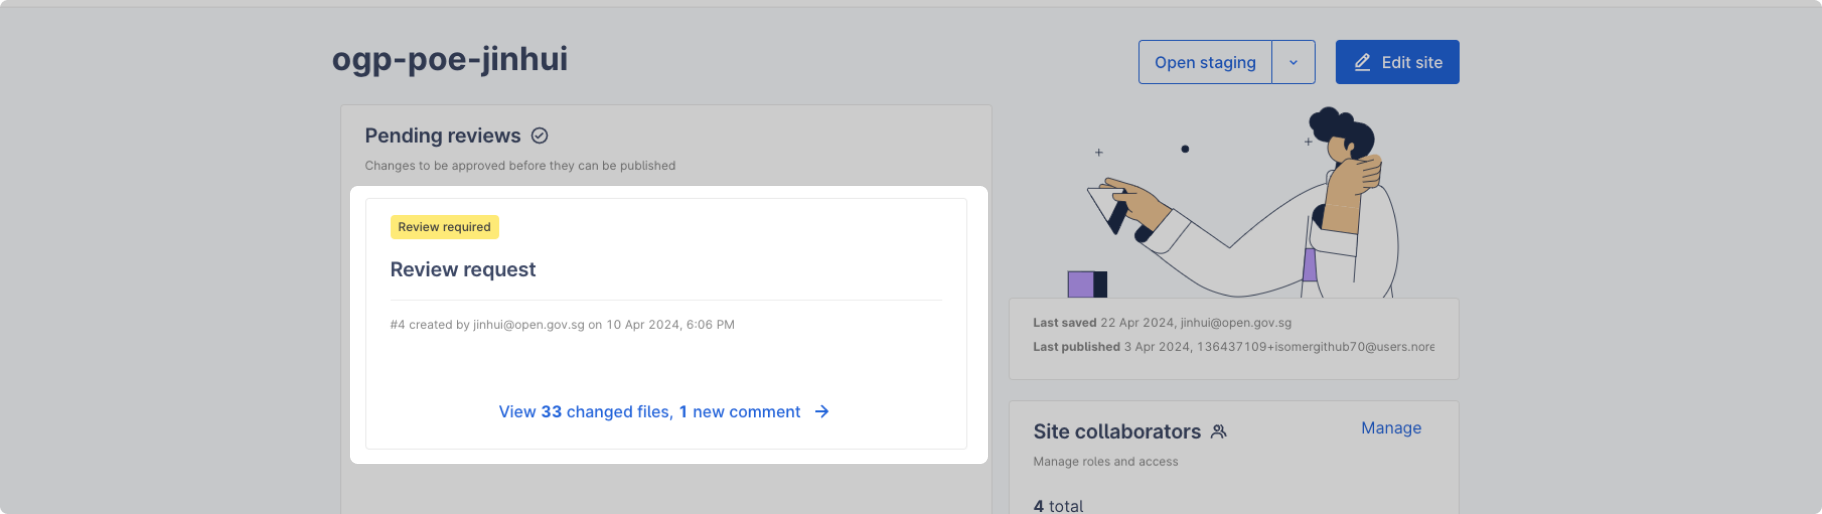 ogp-poe-jinhui
Open staging
Edit site
Pending reviews
Changes to be approved before they can be published
Review required
Review request
#4 created by jinhui@open.gov.sg on 10 Apr 2024, 6:06 PM
View 33 changed files, 1 new comment
Last saved 22 Apr 2024, jinhui@open.gov.sg
Last published 3 Apr 2024, 136437109+isomergithub70@users.nore
Site collaborators
Manage
Manage roles and access
4 total